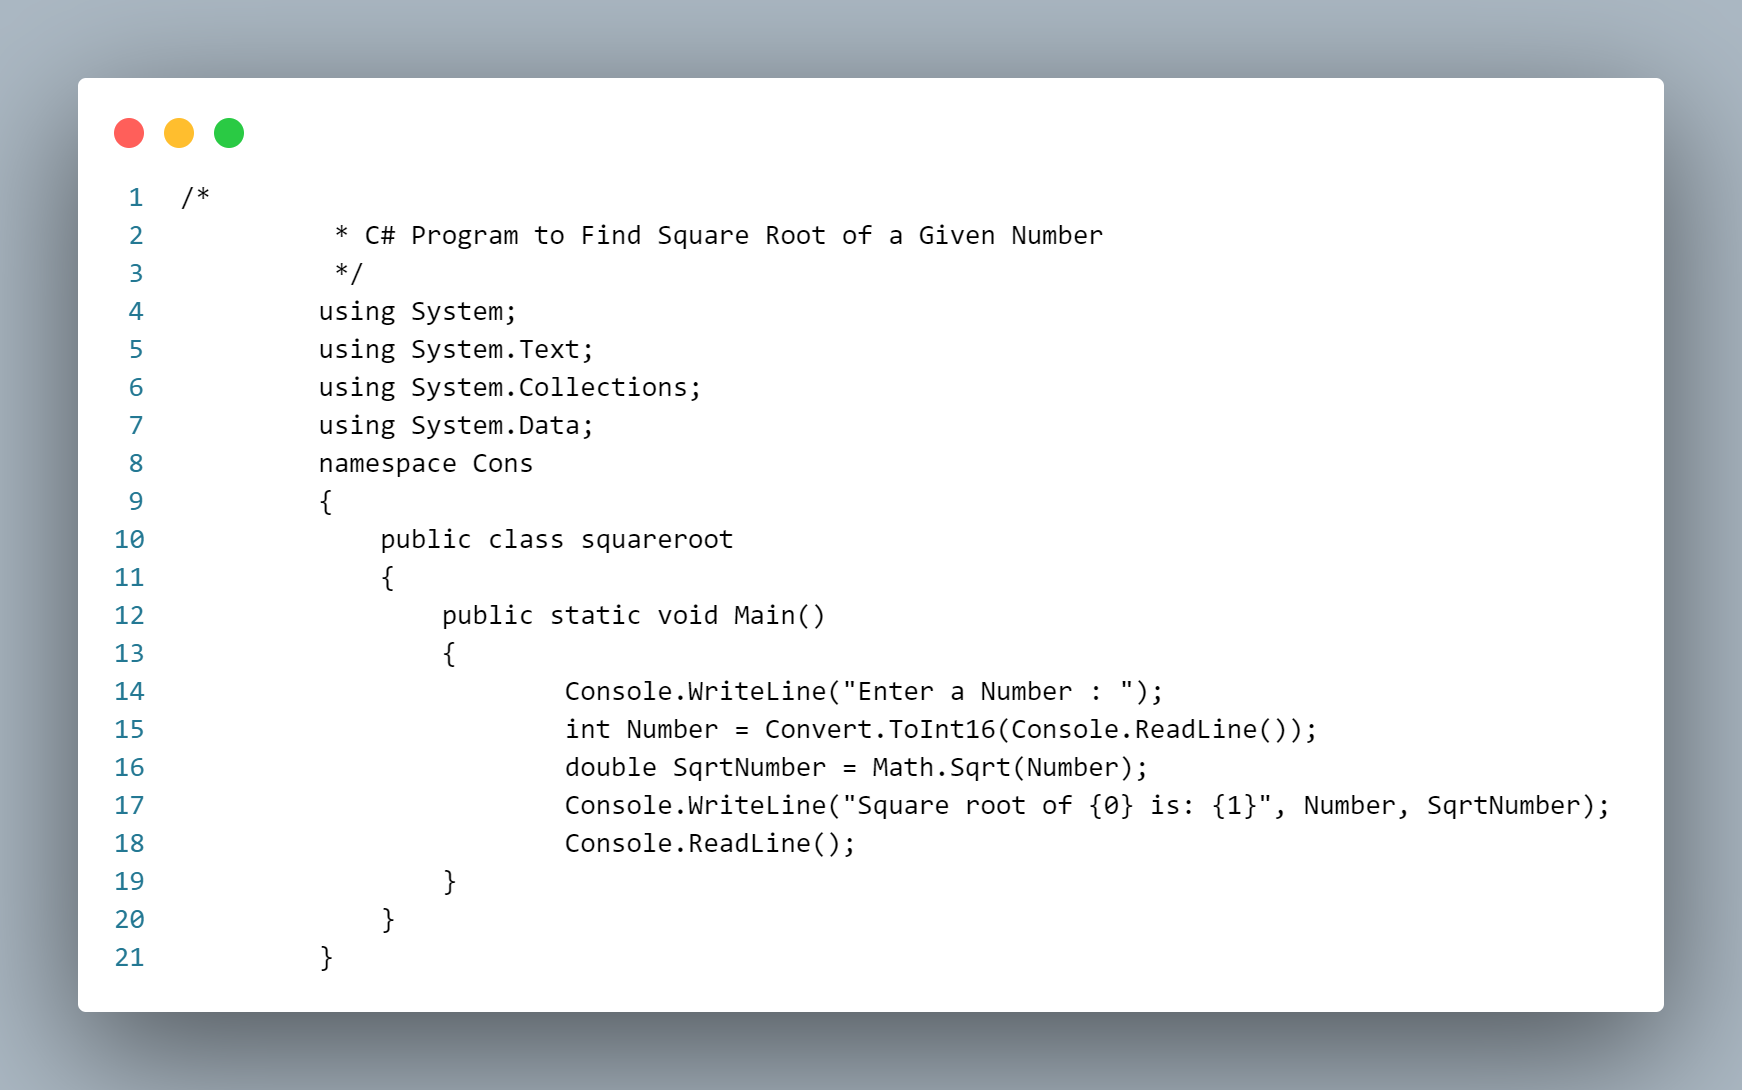 1 /*
2 * C# Program to Find Square Root of a Given Number
3 */
4 using System;
5 using System.Text;
6 using System.Collections;
7 using System.Data;
8 namespace Cons
9 {
10 public class squareroot
11 {
12 public static void Main()
13 {
14 Console.WriteLine("Enter a Number : ");
15 int Number = Convert.ToInt16(Console.ReadLine());
16 double SqrtNumber = Math.Sqrt(Number);
17 Console.WriteLine("Square root of {0} is: {1}", Number, SqrtNumber);
18 Console.ReadLine();
19 }
20 }
21 }